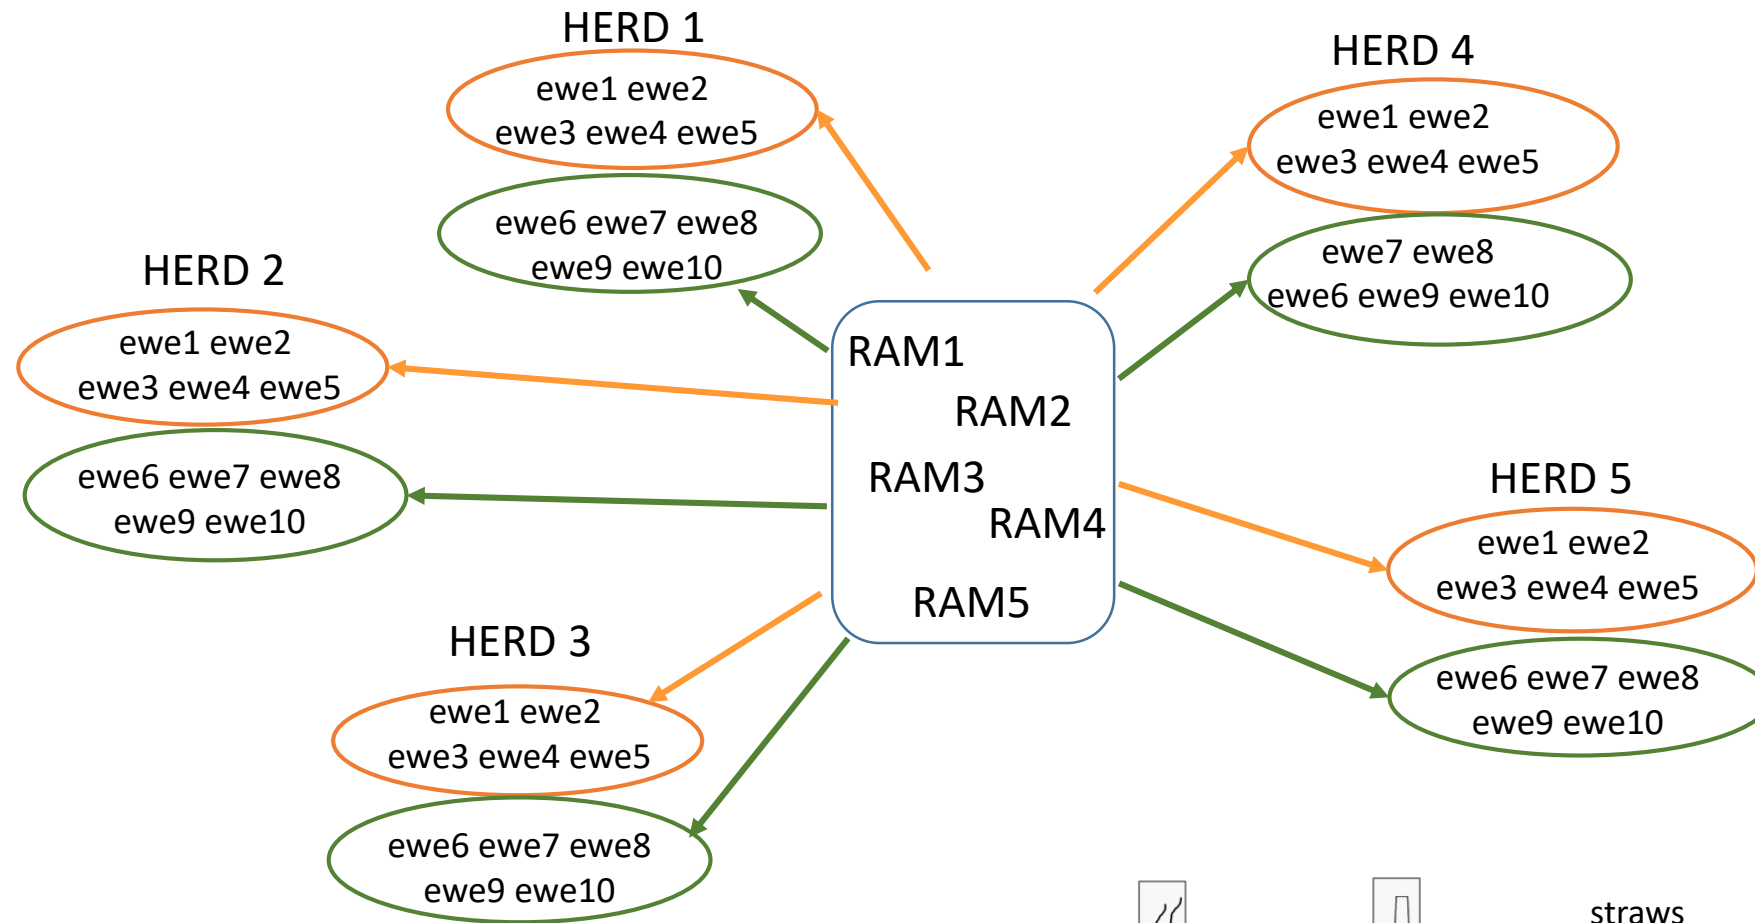 HERD 1
ewe1 ewe2
ewe3 ewe4 ewe5
ewe6 ewe7 ewe8
ewe9 ewe10
HERD 4
ewe1 ewe2
ewe3 ewe4 ewe5
ewe7 ewe8
ewe6 ewe9 ewe10
HERD 2
ewe1 ewe2
ewe3 ewe4 ewe5
ewe6 ewe7 ewe8
ewe9 ewe10
RAM1
RAM2
RAM3
RAM4
RAM5
HERD 5
ewe1 ewe2
ewe3 ewe4 ewe5
ewe6 ewe7 ewe8
ewe9 ewe10
HERD 3
ewe1 ewe2
ewe3 ewe4 ewe5
ewe6 ewe7 ewe8
ewe9 ewe10
straws